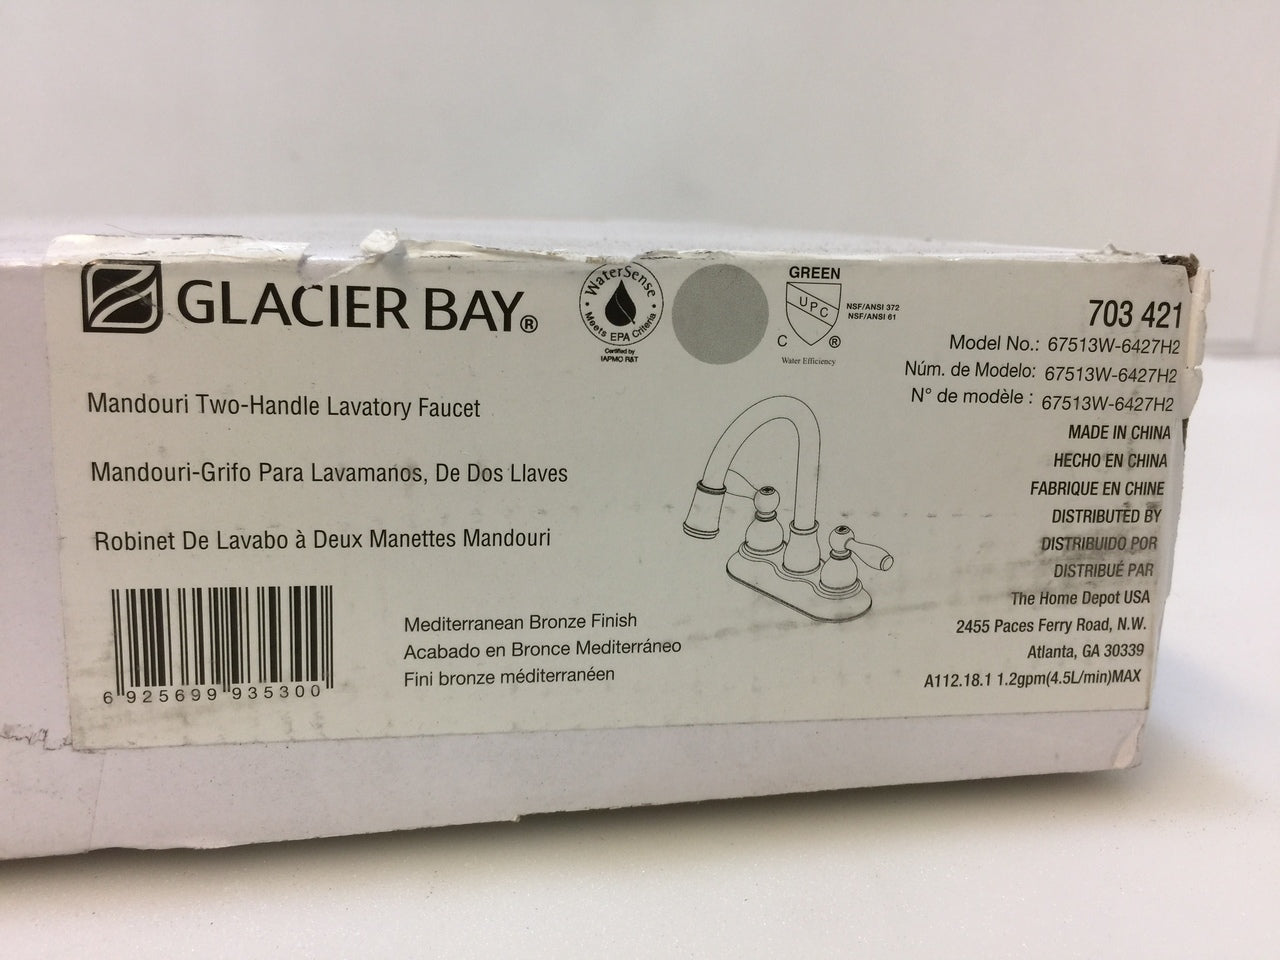 GLACIER BAY®
WaterSense
Meets EPA Criteria
Certified by
IAPMO R&T
GREEN
UPC
C ®
Water Efficiency
NSF/ANSI 372
NSF/ANSI 61
703 421
Model No.: 67513W-6427H2
Núm. de Modelo: 67513W-6427H2
N° de modèle : 67513W-6427H2
MADE IN CHINA
HECHO EN CHINA
FABRIQUE EN CHINE
DISTRIBUTED BY
DISTRIBUIDO POR
DISTRIBUÉ PAR
The Home Depot USA
2455 Paces Ferry Road, N.W.
Atlanta, GA 30339
A112.18.1 1.2gpm(4.5L/min)MAX
Mandouri Two-Handle Lavatory Faucet
Mandouri-Grifo Para Lavamanos, De Dos Llaves
Robinet De Lavabo à Deux Manettes Mandouri
Mediterranean Bronze Finish
Acabado en Bronce Mediterráneo
Fini bronze méditerranéen
6 925699 935300